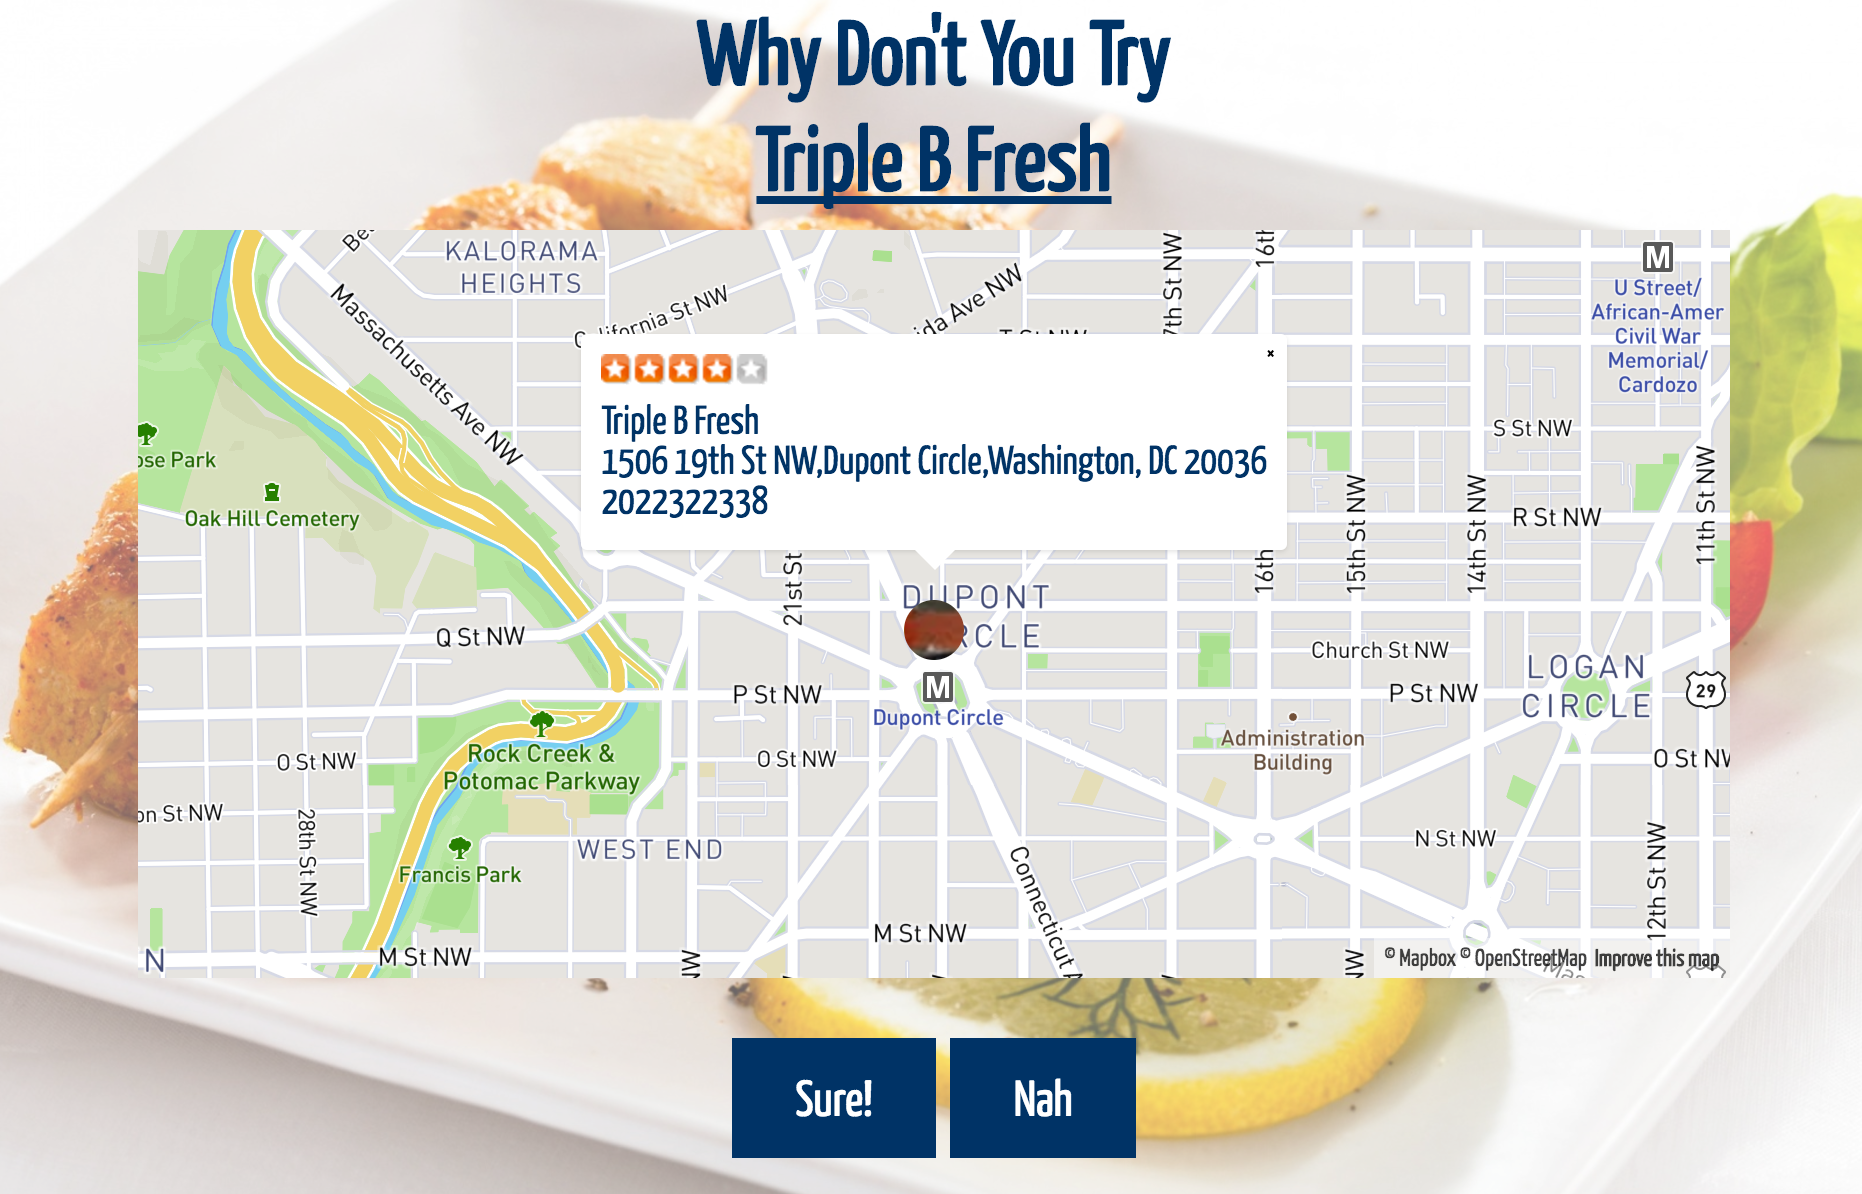 Why Don't You Try
Triple B Fresh
KALORAMA
HEIGHTS
Massachusetts Ave NW
California St NW
Ave NW
7th St NW
16th
M
U Street/
African-Amer
Civil War
Memorial/
Cardozo
Triple B Fresh
1506 19th St NW,Dupont Circle,Washington, DC 20036
2022322338
×
S St NW
R St NW
11th St NW
16th
15th St NW
14th St NW
21st St
ose Park
Oak Hill Cemetery
DUPONT
CIRCLE
M
Dupont Circle
Q St NW
P St NW
O St NW
Church St NW
P St NW
LOGAN
CIRCLE
29
Administration
Building
O St NW
Rock Creek &
Potomac Parkway
O St NW
on St NW
28th St NW
WEST END
Francis Park
N St NW
12th St NW
Connecticut A
M St NW
M St NW
N
NW
NW
© Mapbox © OpenStreetMap Improve this map
Sure!
Nah